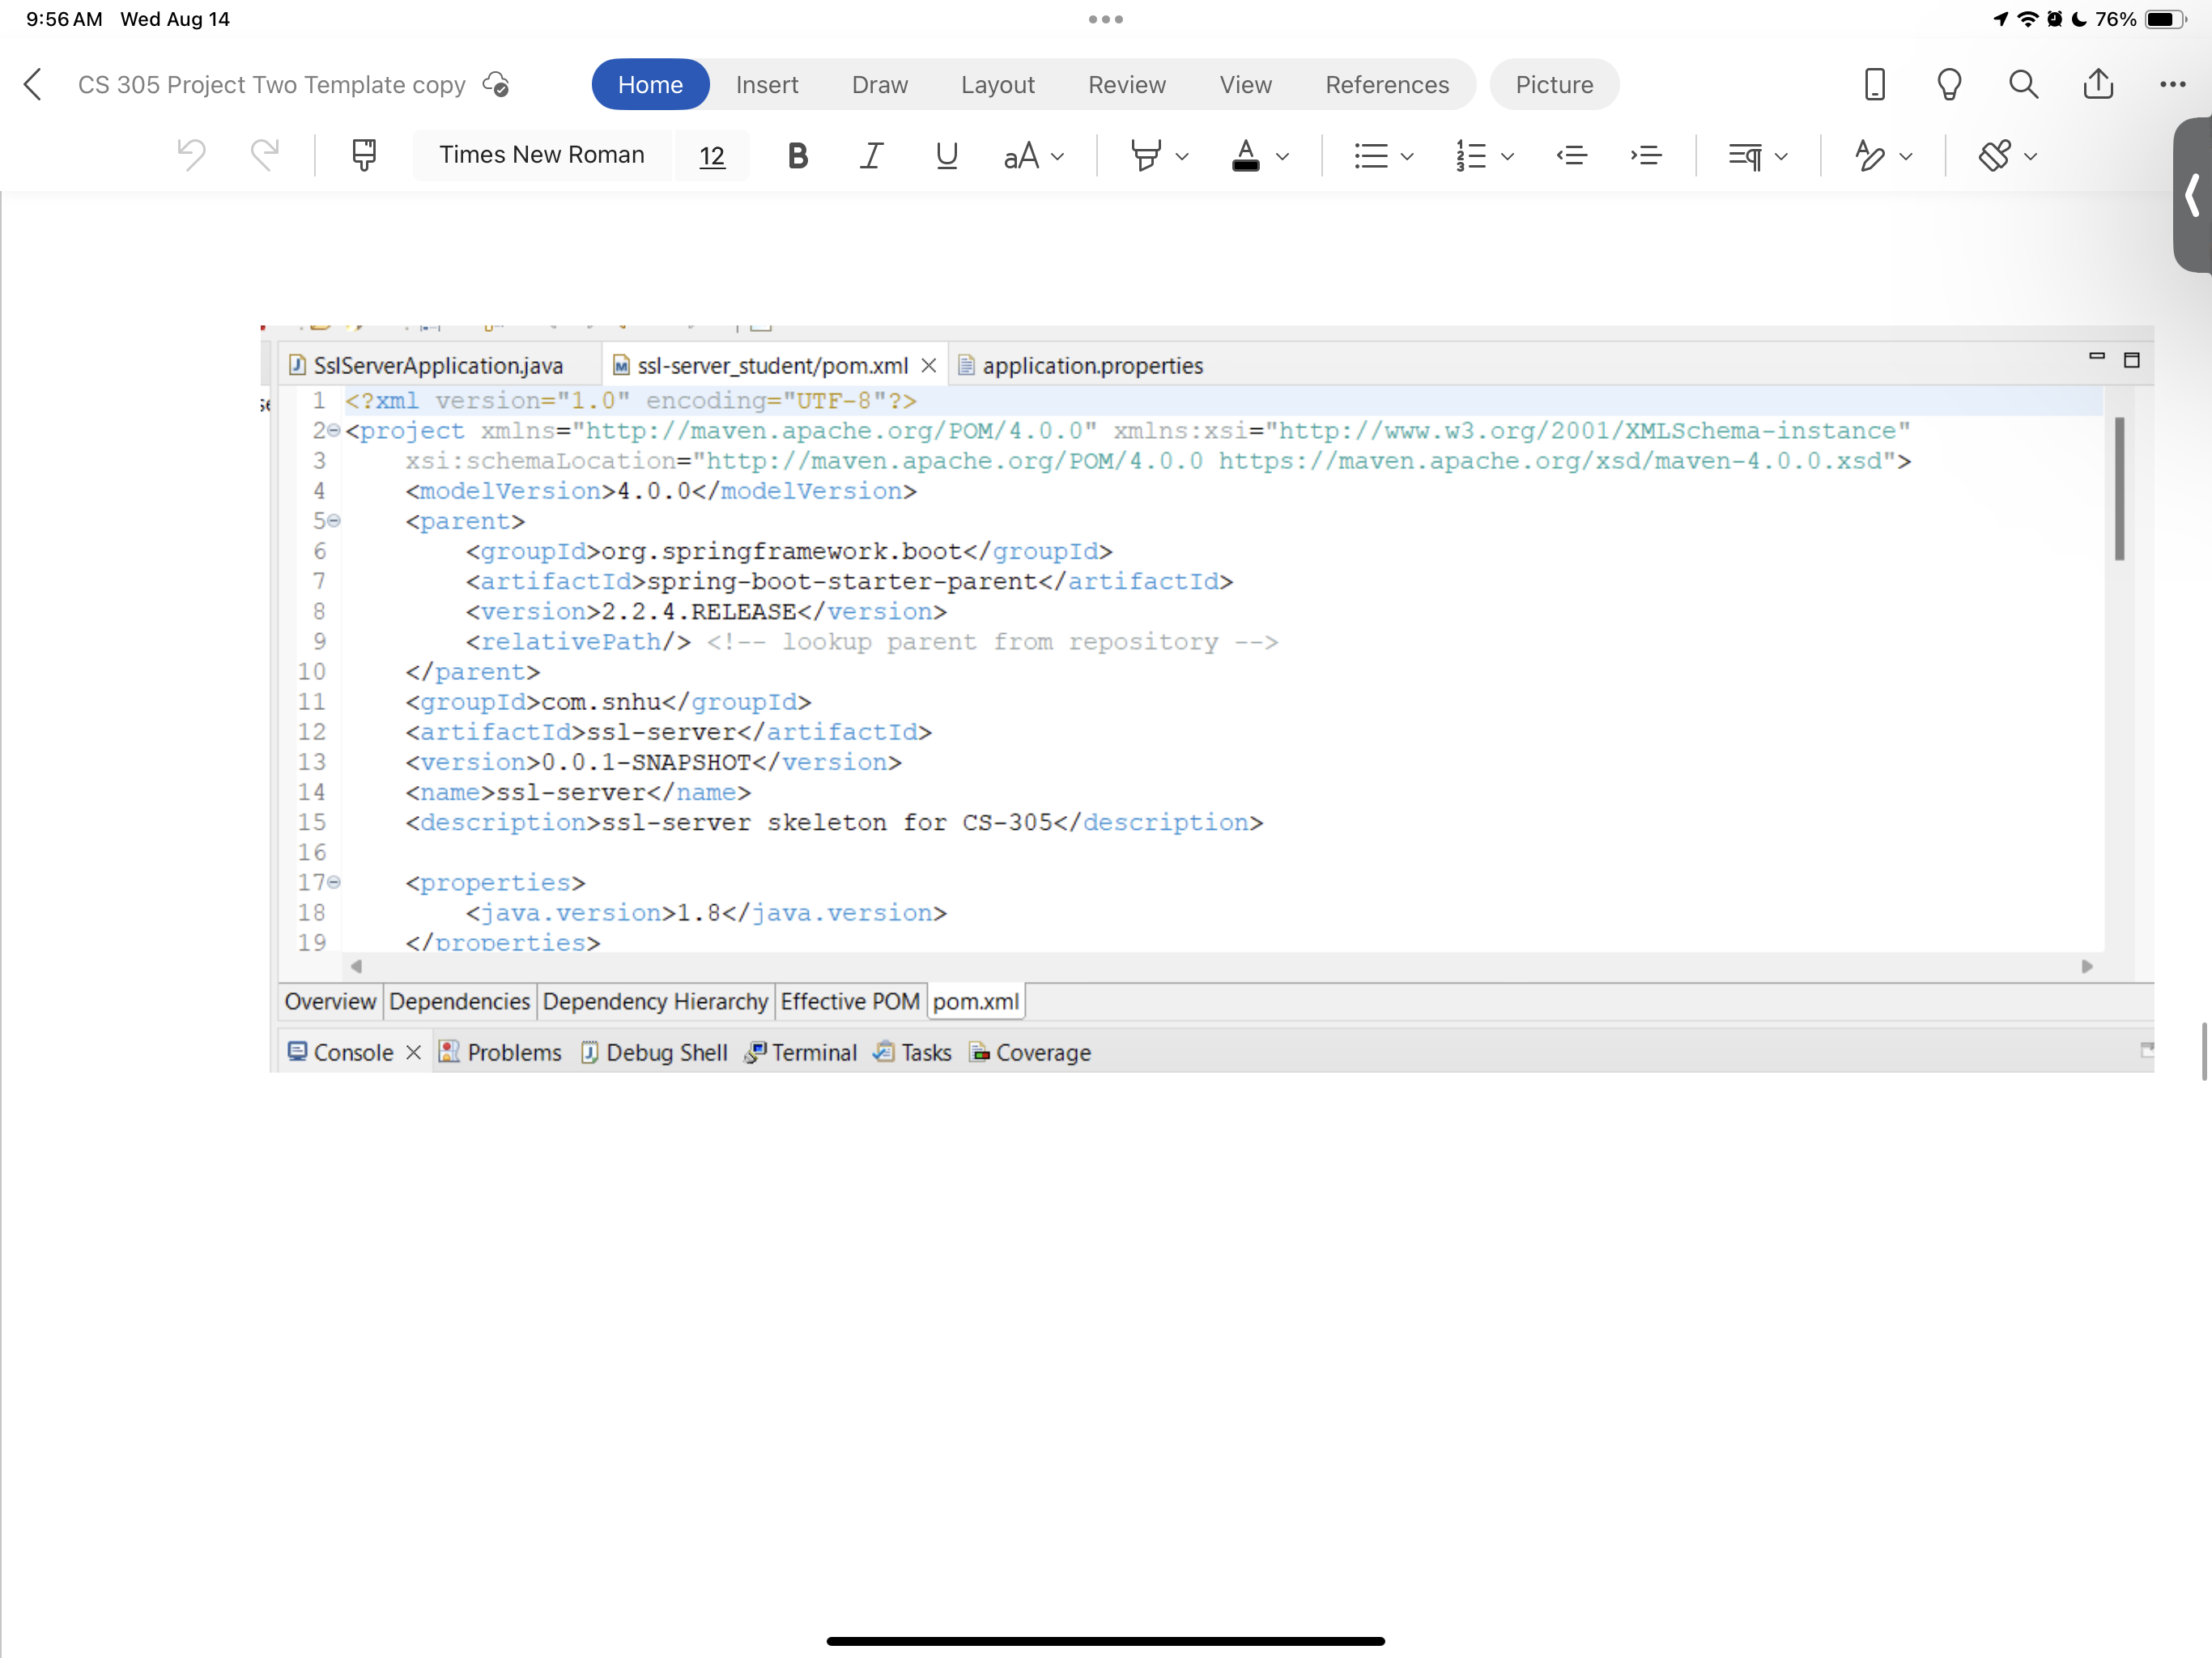 9:56 AM Wed Aug 14 76%
CS 305 Project Two Template copy Home Insert Draw Layout Review View References Picture
Times New Roman 12 B I U aA A
SslServerApplication.java ssl-server_student/pom.xml application.properties
1 <?xml version="1.0" encoding="UTF-8"?>
2 <project xmlns="http://maven.apache.org/POM/4.0.0" xmlns:xsi="http://www.w3.org/2001/XMLSchema-instance"
3 xsi:schemaLocation="http://maven.apache.org/POM/4.0.0 https://maven.apache.org/xsd/maven-4.0.0.xsd">
4 <modelVersion>4.0.0</modelVersion>
5 <parent>
6 <groupId>org.springframework.boot</groupId>
7 <artifactId>spring-boot-starter-parent</artifactId>
8 <version>2.2.4.RELEASE</version>
9 <relativePath/> <!-- lookup parent from repository -->
10 </parent>
11 <groupId>com.snhu</groupId>
12 <artifactId>ssl-server</artifactId>
13 <version>0.0.1-SNAPSHOT</version>
14 <name>ssl-server</name>
15 <description>ssl-server skeleton for CS-305</description>
16
17 <properties>
18 <java.version>1.8</java.version>
19 </properties>
Overview Dependencies Dependency Hierarchy Effective POM pom.xml
Console Problems Debug Shell Terminal Tasks Coverage